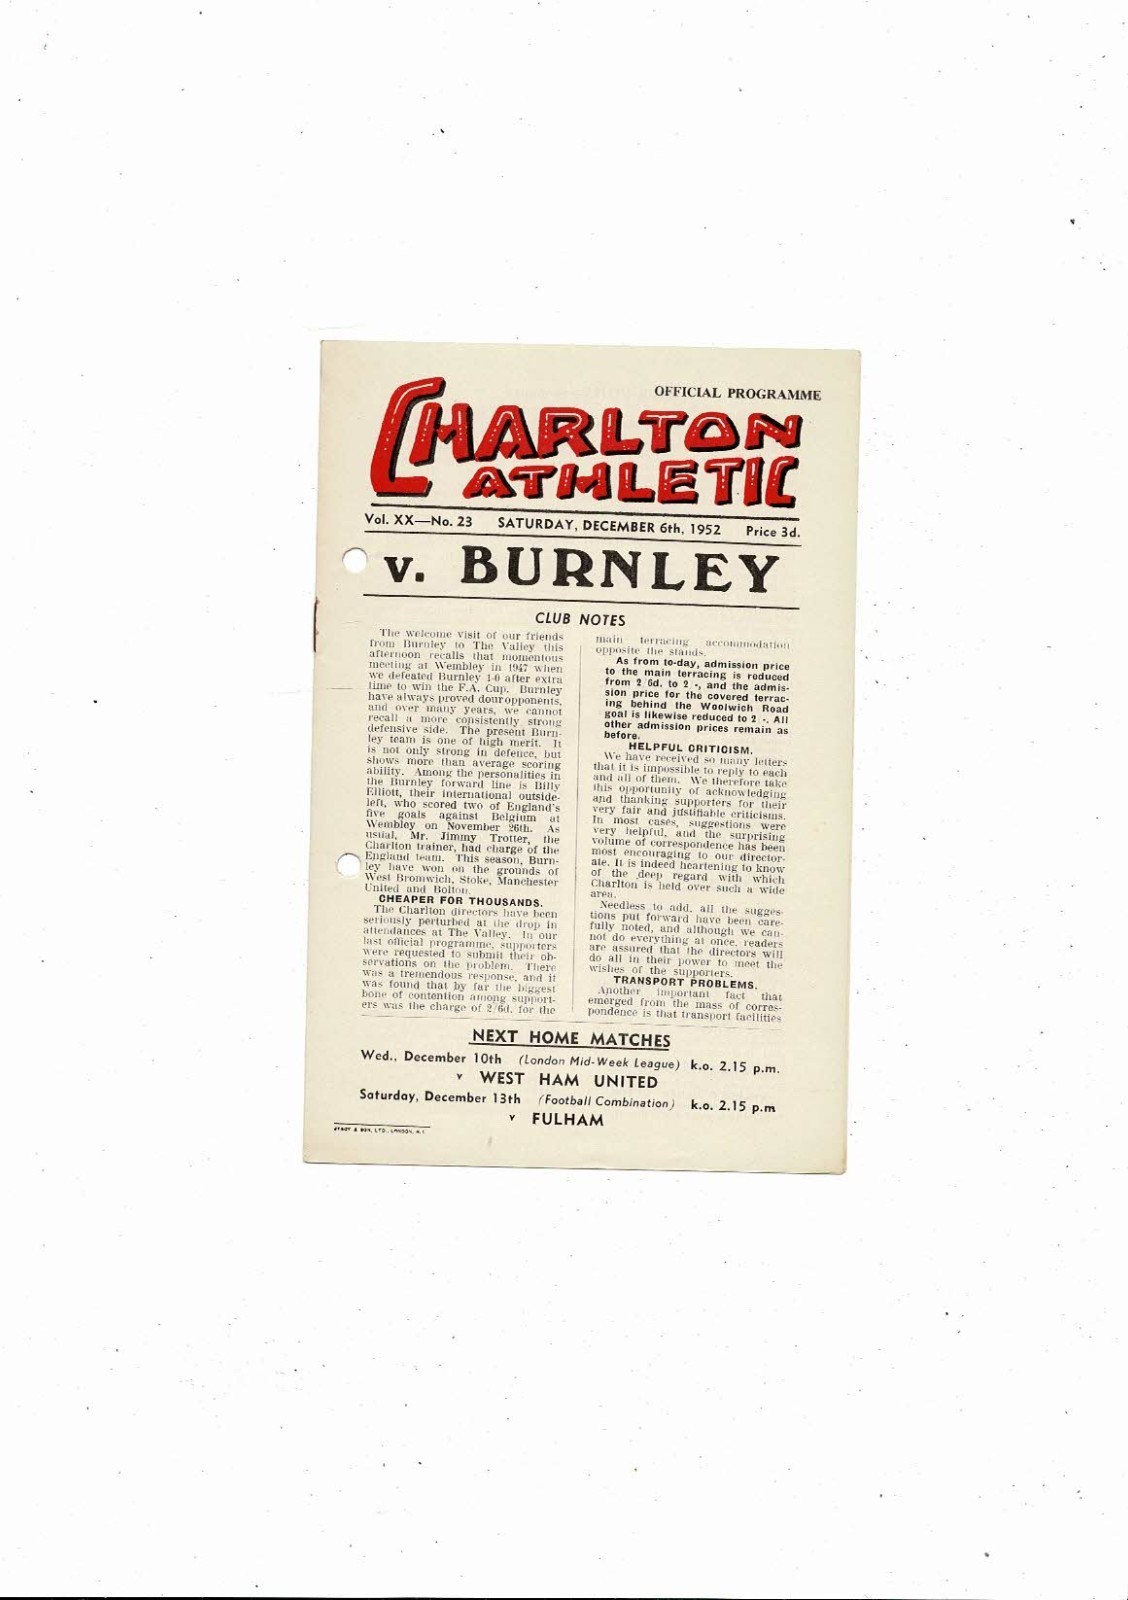 OFFICIAL PROGRAMME
CHARLTON
ATHLETIC
Vol. XX—No. 23 SATURDAY, DECEMBER 6th, 1952 Price 3d.
v. BURNLEY
CLUB NOTES
The welcome visit of our friends
from Burnley to The Valley this
afternoon recalls that momentous
meeting at Wembley in 1947 when
we defeated Burnley 1-0 after extra
time to win the F.A. Cup. Burnley
have always proved dour opponents,
and over many years, we cannot
recall a more consistently strong
defensive side. The present Burn-
ley team is one of high merit. It
is not only strong in defence, but
shows more than average scoring
ability. Among the personalities in
the Burnley forward line is Billy
Elliott, their international outside-
left, who scored two of England's
five goals against Belgium at
Wembley on November 26th. As
usual, Mr. Jimmy Trotter, the
Charlton trainer, had charge of the
England team. This season, Burn-
ley have won on the grounds of
West Bromwich, Stoke, Manchester
United and Bolton.
CHEAPER FOR THOUSANDS.
The Charlton directors have been
seriously perturbed at the drop in
attendances at The Valley. In our
last official programme, supporters
were requested to submit their ob-
servations on the problem. There
was a tremendous response, and it
was found that by far the biggest
bone of contention among support-
ers was the charge of 2/6d. for the
main terracing accommodation
opposite the stands.
As from to-day, admission price
to the main terracing is reduced
from 2/6d. to 2/-, and the admis-
sion price for the covered terrac-
ing behind the Woolwich Road
goal is likewise reduced to 2/-. All
other admission prices remain as
before.
HELPFUL CRITICISM.
We have received so many letters
that it is impossible to reply to each
and all of them. We therefore take
this opportunity of acknowledging
and thanking supporters for their
very fair and justifiable criticisms.
In most cases, suggestions were
very helpful, and the surprising
volume of correspondence has been
most encouraging to our director-
ate. It is indeed heartening to know
of the deep regard with which
Charlton is held over such a wide
area.
Needless to add, all the sugges-
tions put forward have been care-
fully noted, and although we can-
not do everything at once, readers
are assured that the directors will
do all in their power to meet the
wishes of the supporters.
TRANSPORT PROBLEMS.
Another important fact that
emerged from the mass of corres-
pondence is that transport facilities
NEXT HOME MATCHES
Wed., December 10th (London Mid-Week League) k.o. 2.15 p.m.
v WEST HAM UNITED
Saturday, December 13th (Football Combination) k.o. 2.15 p.m
v FULHAM
& SON, LTD., LONDON, N.1.